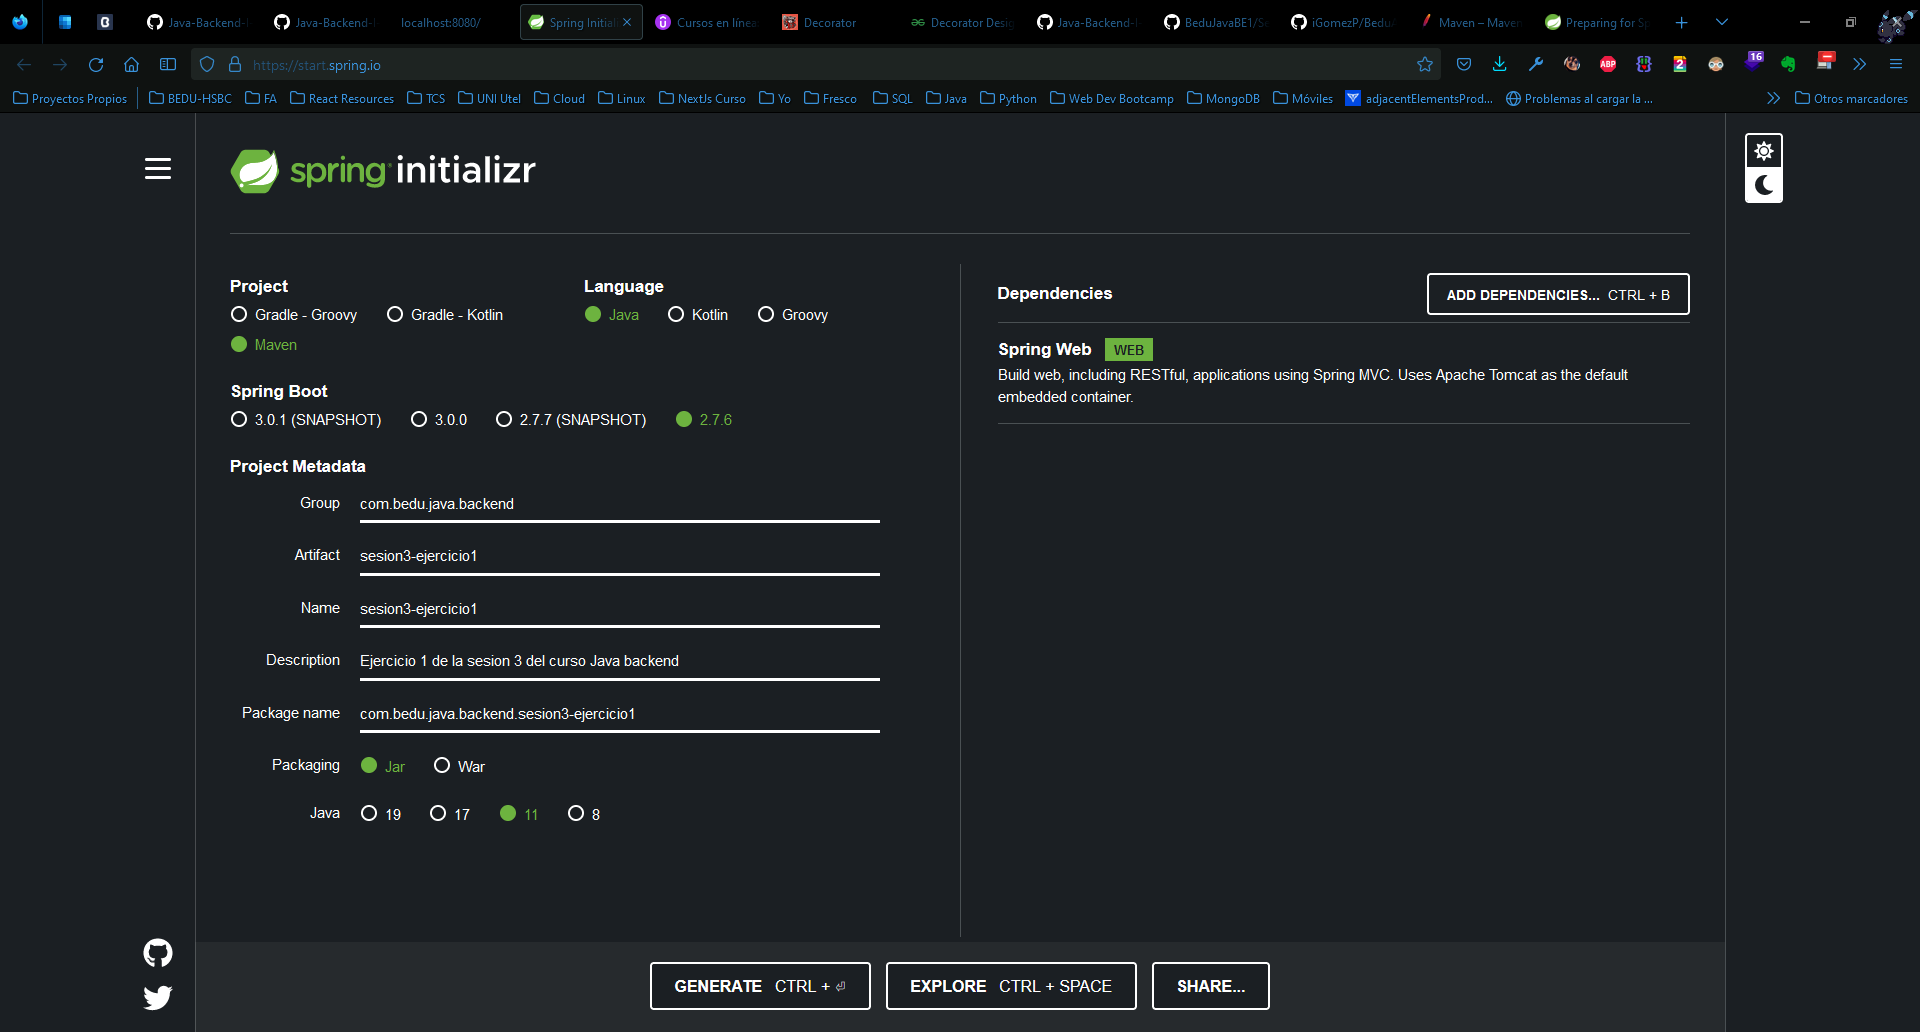 Java-Backend-
Java-Backend-
localhost:8080/
Spring Initiali
Cursos en línea
Decorator
Decorator Desig
Java-Backend-
BeduJavaBE1/Se
iGomezP/Bedu
Maven – Maven
Preparing for Sp
https://start.spring.io
ABP
2
16
Proyectos Propios
BEDU-HSBC
FA
React Resources
TCS
UNI Utel
Cloud
Linux
NextJs Curso
Yo
Fresco
SQL
Java
Python
Web Dev Bootcamp
MongoDB
Móviles
adjacentElementsProd...
Problemas al cargar la ...
Otros marcadores
spring initializr
Project
Gradle - Groovy
Gradle - Kotlin
Maven
Language
Java
Kotlin
Groovy
Spring Boot
3.0.1 (SNAPSHOT)
3.0.0
2.7.7 (SNAPSHOT)
2.7.6
Project Metadata
Group
com.bedu.java.backend
Artifact
sesion3-ejercicio1
Name
sesion3-ejercicio1
Description
Ejercicio 1 de la sesion 3 del curso Java backend
Package name
com.bedu.java.backend.sesion3-ejercicio1
Packaging
Jar
War
Java
19
17
11
8
Dependencies
ADD DEPENDENCIES... CTRL + B
Spring Web WEB
Build web, including RESTful, applications using Spring MVC. Uses Apache Tomcat as the default
embedded container.
GENERATE CTRL + ⏎
EXPLORE CTRL + SPACE
SHARE...